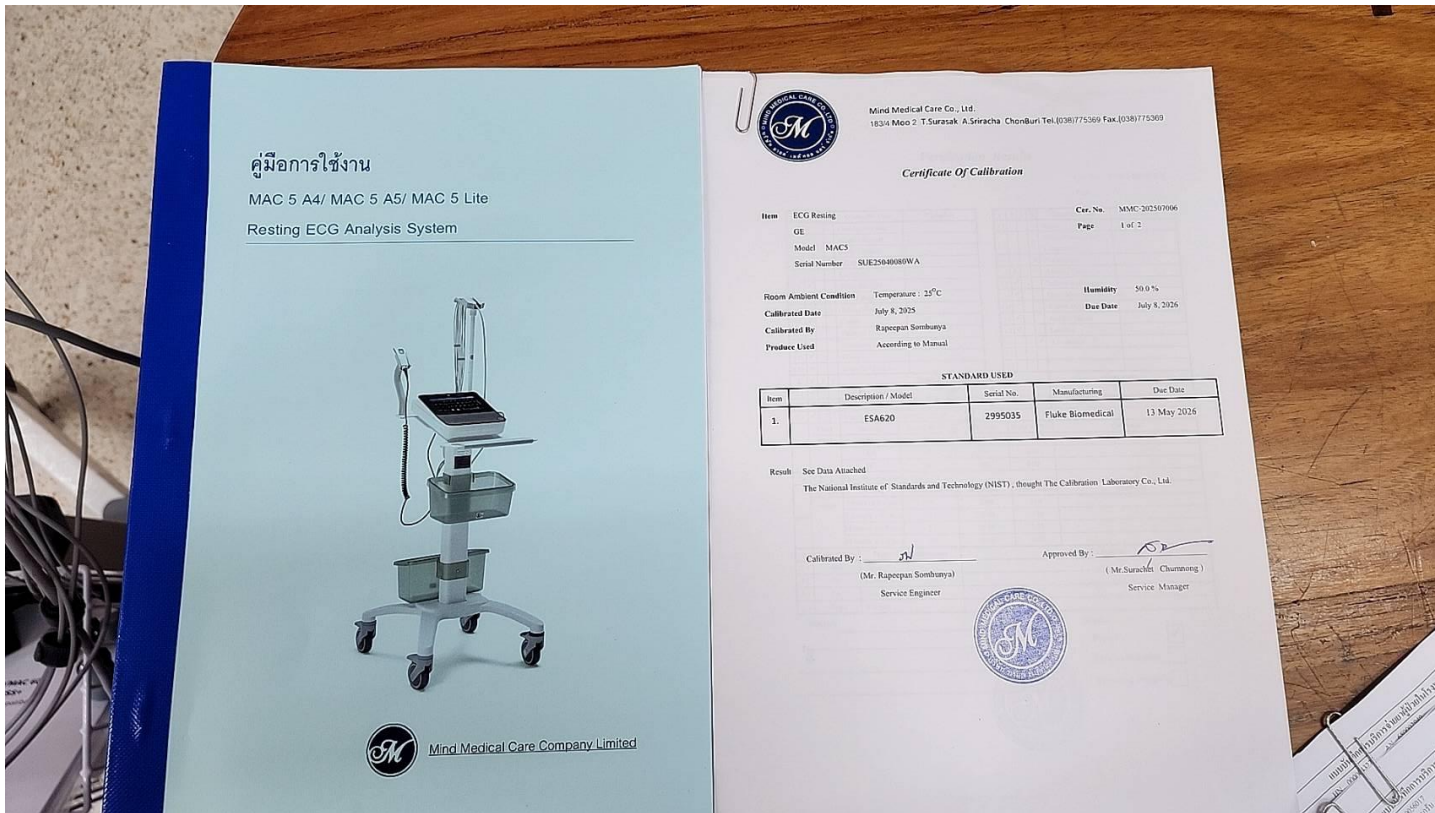 คู่มือการใช้งาน
MAC 5 A4/ MAC 5 A5/ MAC 5 Lite
Resting ECG Analysis System
M
Mind Medical Care Company Limited
MIND MEDICAL CARE CO.,LTD
M
Mind Medical Care Co., Ltd.
183/4 Moo 2 T.Surasak A.Sriracha ChonBuri Tel.(038)775369 Fax.(038)775369
Certificate Of Calibration
Item ECG Resting Cer. No. MMC-202507006
GE Page 1 of 2
Model MAC5
Serial Number SUE25040080WA
Room Ambient Condition Temperature : 25°C Humidity 50.0 %
Calibrated Date July 8, 2025 Due Date July 8, 2026
Calibrated By Rapeepan Sombunya
Produce Used According to Manual
STANDARD USED
Item Description / Model Serial No. Manufacturing Due Date
1. ESA620 2995035 Fluke Biomedical 13 May 2026
Result See Data Attached
The National Institute of Standards and Technology (NIST) , thought The Calibration Laboratory Co., Ltd.
Calibrated By : Approved By :
(Mr. Rapeepan Sombunya) ( Mr.Surachet Chumnong )
Service Engineer Service Manager
M